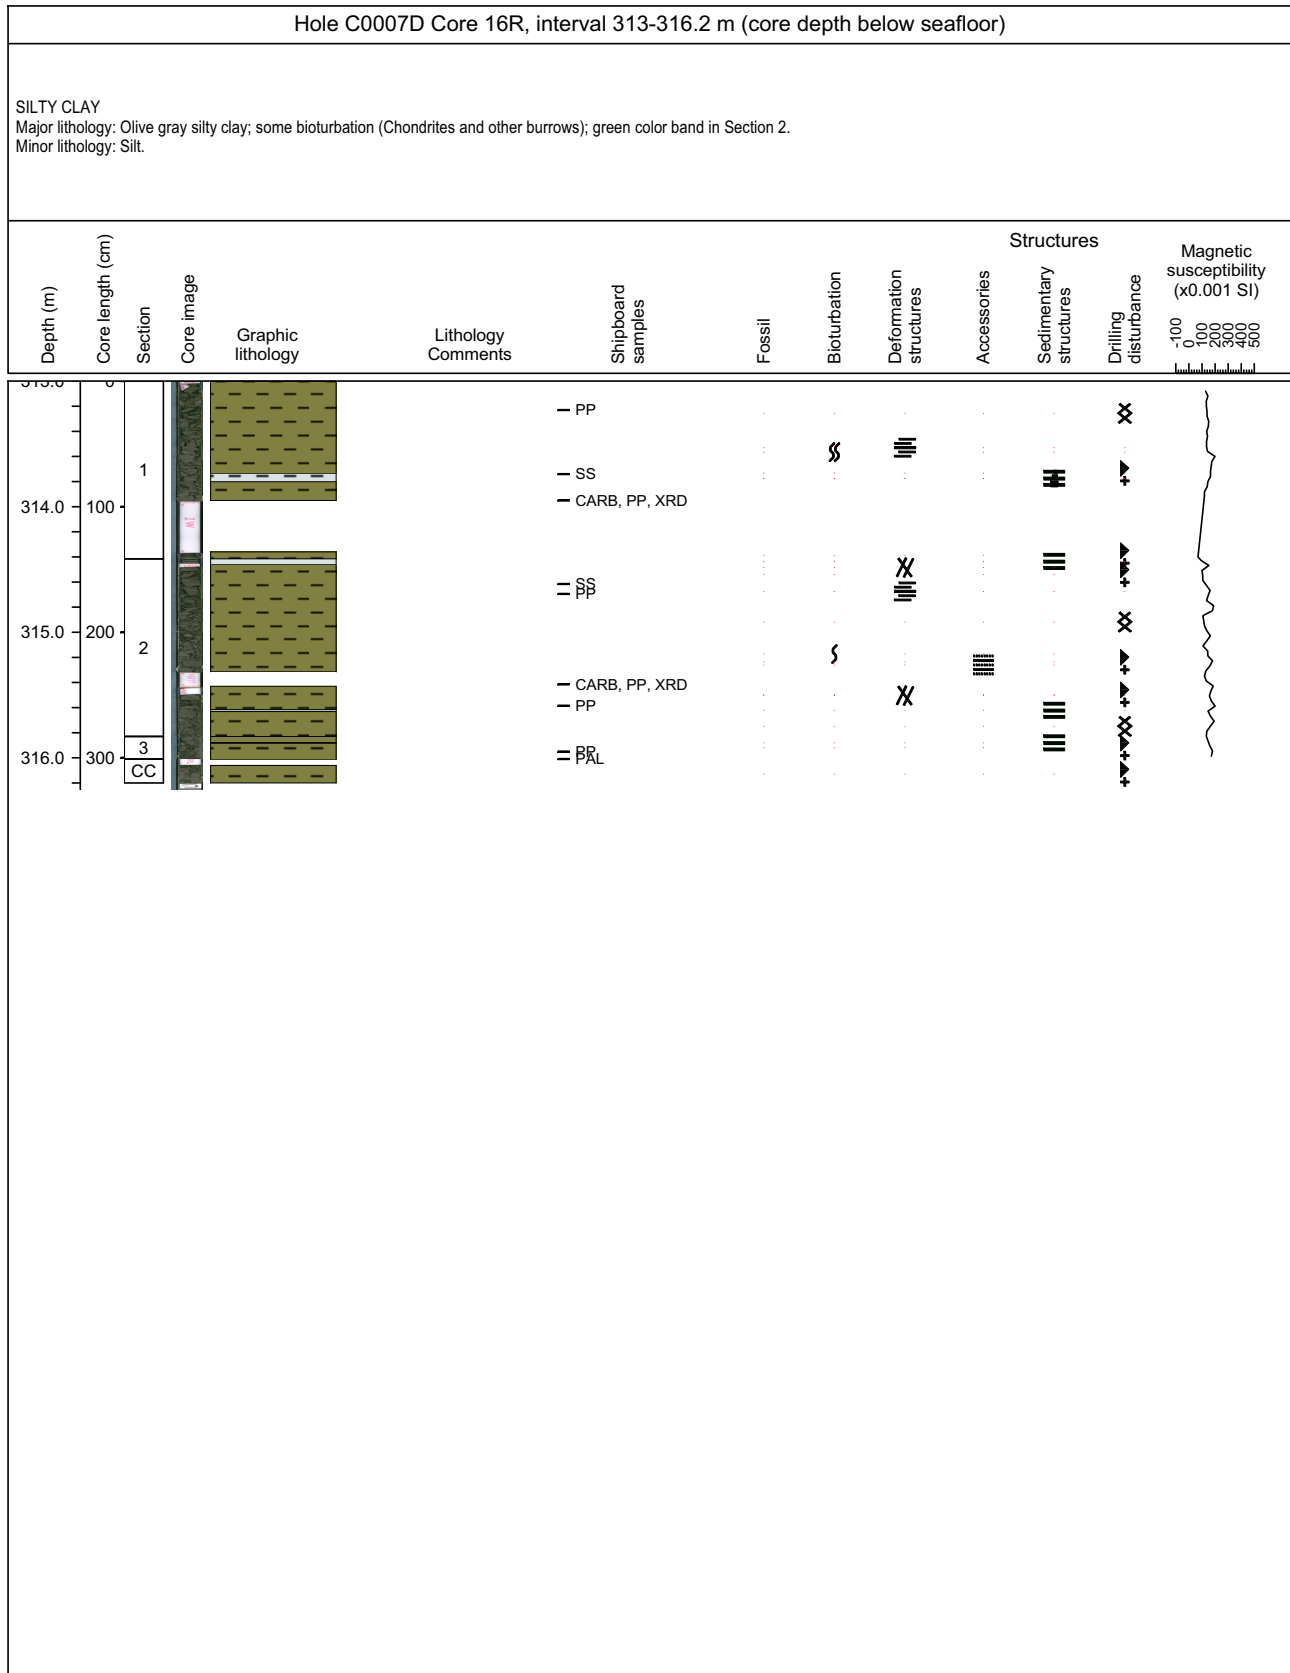 Hole C0007D Core 16R, interval 313-316.2 m (core depth below seafloor)
SILTY CLAY
Major lithology: Olive gray silty clay; some bioturbation (Chondrites and other burrows); green color band in Section 2.
Minor lithology: Silt.
Depth (m)
Core length (cm)
Section
Core image
Graphic
lithology
Lithology
Comments
Shipboard
samples
Fossil
Bioturbation
Deformation
structures
Accessories
Structures
Sedimentary
structures
Drilling
disturbance
Magnetic
susceptibility
(x0.001 SI)
-100
0
100
200
300
400
500
313.0
0
PP
1
SS
CARB, PP, XRD
314.0
100
SS
PP
315.0
200
2
CARB, PP, XRD
PP
3
PP
PAL
316.0
300
CC